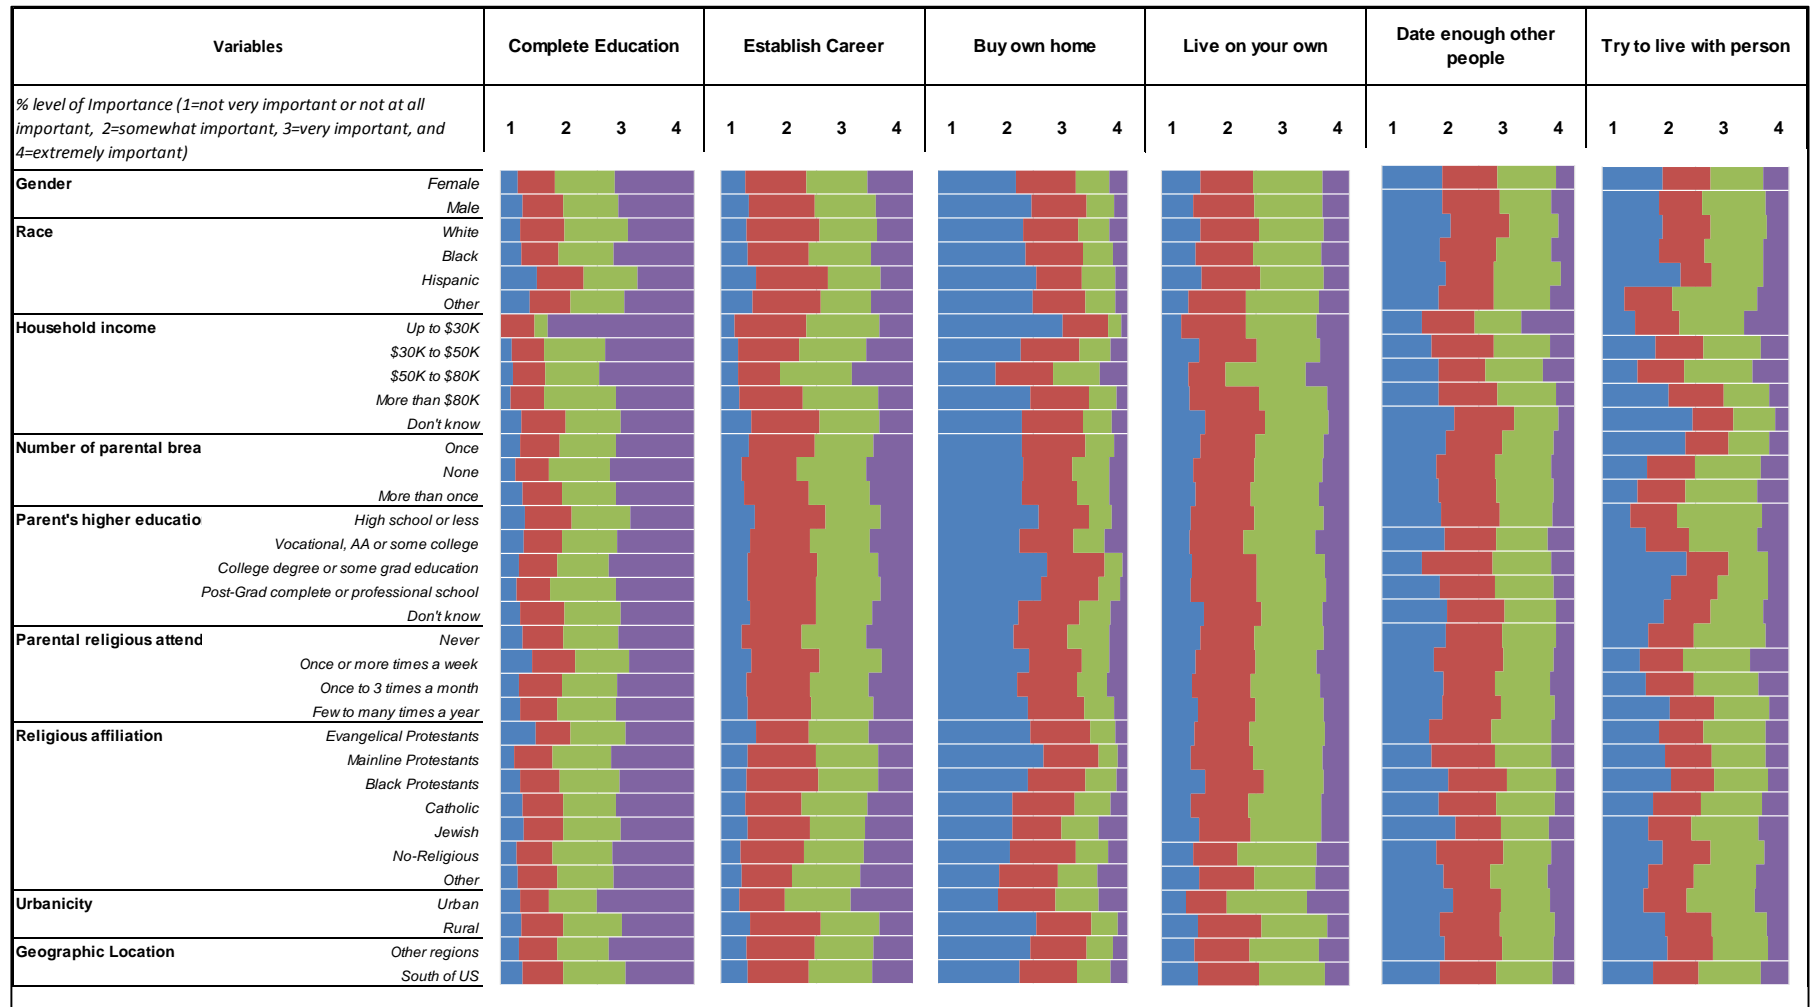 Variables Complete Education Establish Career Buy own home Live on your own Date enough other people Try to live with person
% level of Importance (1=not very important or not at all
important, 2=somewhat important, 3=very important, and
4=extremely important)
1 2 3 4 1 2 3 4 1 2 3 4 1 2 3 4 1 2 3 4 1 2 3 4
Gender Female
Male
Race White
Black
Hispanic
Other
Household income Up to $30K
$30K to $50K
$50K to $80K
More than $80K
Don't know
Number of parental brea Once
None
More than once
Parent's higher educatio High school or less
Vocational, AA or some college
College degree or some grad education
Post-Grad complete or professional school
Don't know
Parental religious attend Never
Once or more times a week
Once to 3 times a month
Few to many times a year
Religious affiliation Evangelical Protestants
Mainline Protestants
Black Protestants
Catholic
Jewish
No-Religious
Other
Urbanicity Urban
Rural
Geographic Location Other regions
South of US